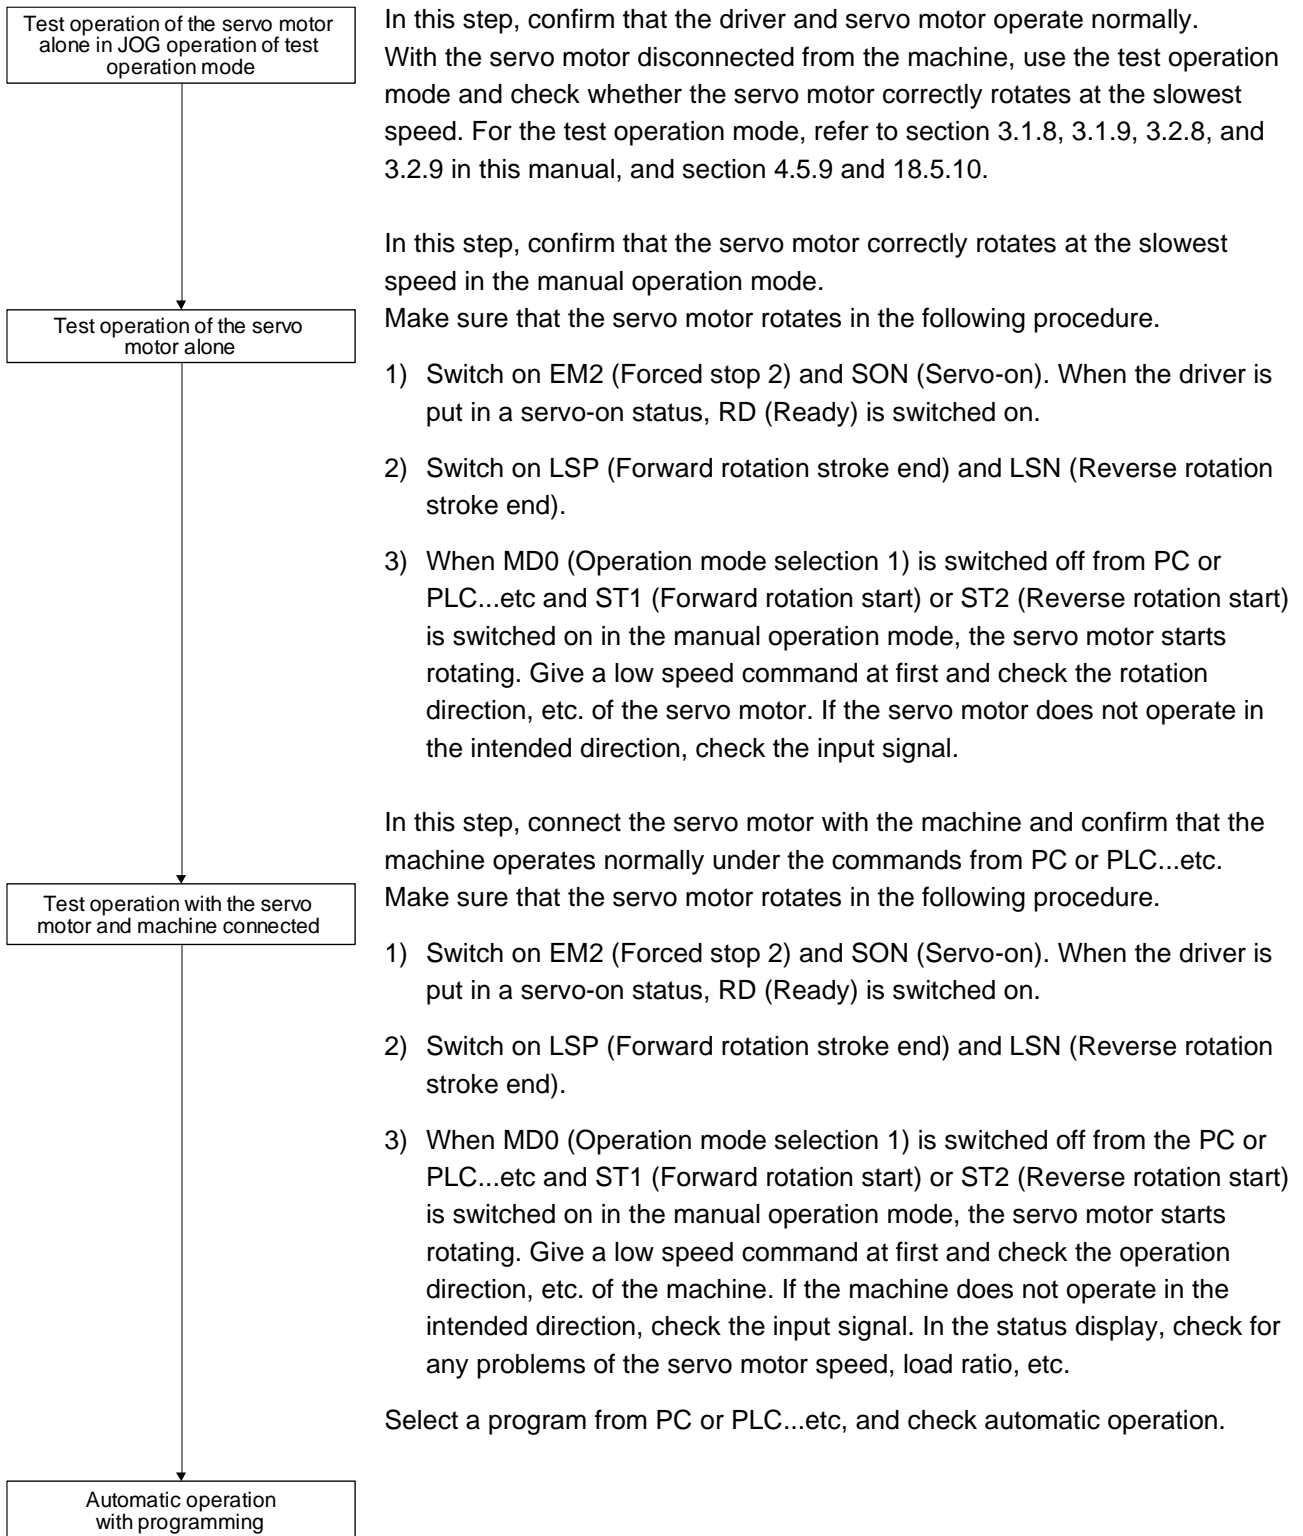 Test operation of the servo motor
alone in JOG operation of test
operation mode
In this step, confirm that the driver and servo motor operate normally.
With the servo motor disconnected from the machine, use the test operation
mode and check whether the servo motor correctly rotates at the slowest
speed. For the test operation mode, refer to section 3.1.8, 3.1.9, 3.2.8, and
3.2.9 in this manual, and section 4.5.9 and 18.5.10.
In this step, confirm that the servo motor correctly rotates at the slowest
speed in the manual operation mode.
Make sure that the servo motor rotates in the following procedure.
Test operation of the servo
motor alone
1) Switch on EM2 (Forced stop 2) and SON (Servo-on). When the driver is
put in a servo-on status, RD (Ready) is switched on.
2) Switch on LSP (Forward rotation stroke end) and LSN (Reverse rotation
stroke end).
3) When MD0 (Operation mode selection 1) is switched off from PC or
PLC...etc and ST1 (Forward rotation start) or ST2 (Reverse rotation start)
is switched on in the manual operation mode, the servo motor starts
rotating. Give a low speed command at first and check the rotation
direction, etc. of the servo motor. If the servo motor does not operate in
the intended direction, check the input signal.
In this step, connect the servo motor with the machine and confirm that the
machine operates normally under the commands from PC or PLC...etc.
Make sure that the servo motor rotates in the following procedure.
Test operation with the servo
motor and machine connected
1) Switch on EM2 (Forced stop 2) and SON (Servo-on). When the driver is
put in a servo-on status, RD (Ready) is switched on.
2) Switch on LSP (Forward rotation stroke end) and LSN (Reverse rotation
stroke end).
3) When MD0 (Operation mode selection 1) is switched off from the PC or
PLC...etc and ST1 (Forward rotation start) or ST2 (Reverse rotation start)
is switched on in the manual operation mode, the servo motor starts
rotating. Give a low speed command at first and check the operation
direction, etc. of the machine. If the machine does not operate in the
intended direction, check the input signal. In the status display, check for
any problems of the servo motor speed, load ratio, etc.
Select a program from PC or PLC...etc, and check automatic operation.
Automatic operation
with programming